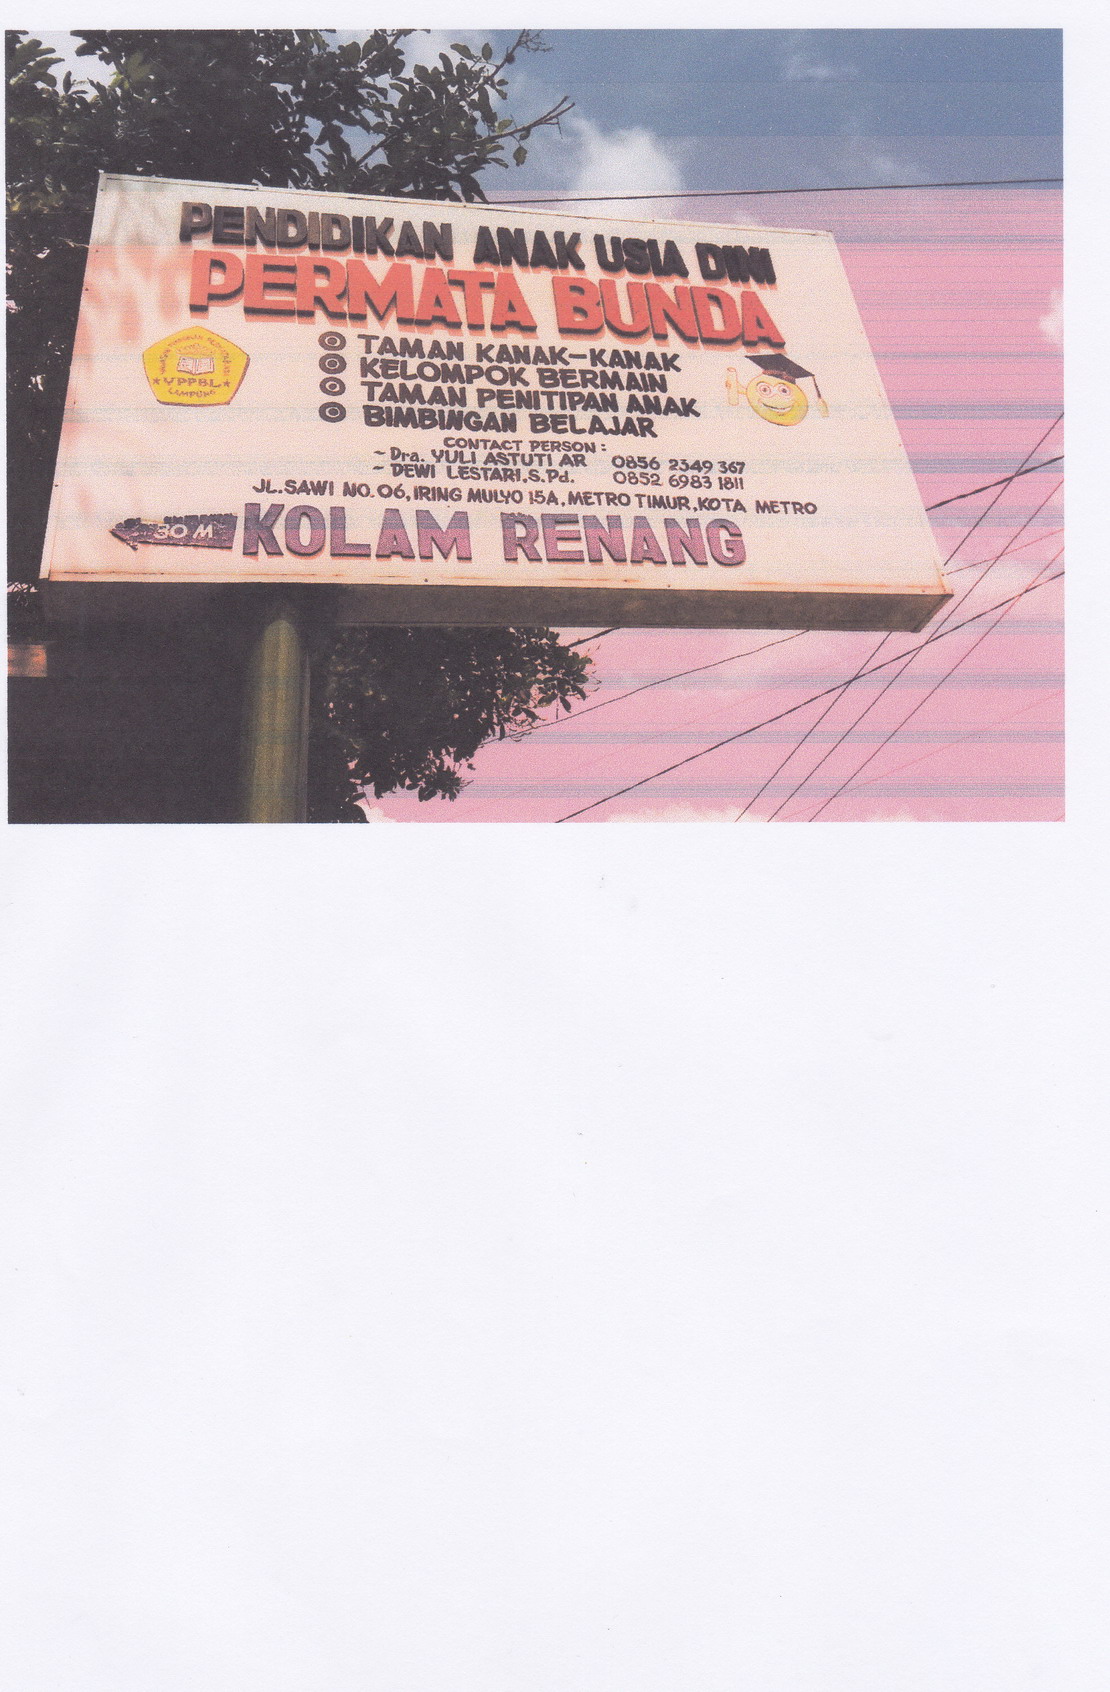 PENDIDIKAN ANAK USIA DINI
PERMATA BUNDA
TAMAN KANAK-KANAK
KELOMPOK BERMAIN
TAMAN PENITIPAN ANAK
BIMBINGAN BELAJAR
YPPBL
LAMPUNG
CONTACT PERSON :
- Dra. YULI ASTUTI AR 0856 2349 367
- DEWI LESTARI, S.Pd. 0852 6983 1811
JL. SAWI NO. 06, IRING MULYO 15A, METRO TIMUR, KOTA METRO
30 M KOLAM RENANG